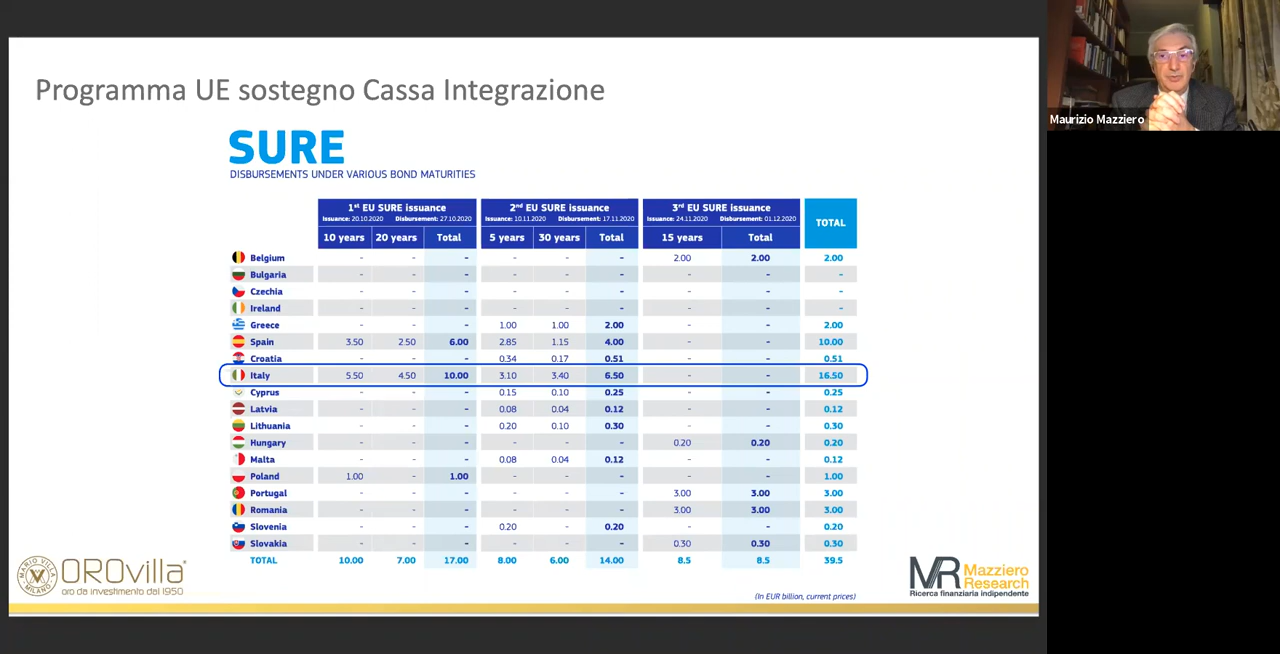 Programma UE sostegno Cassa Integrazione
SURE
DISBURSEMENTS UNDER VARIOUS BOND MATURITIES
1st EU SURE issuance 2nd EU SURE issuance 3rd EU SURE issuance TOTAL
Issuance: 20.10.2020 Disbursement: 27.10.2020 Issuance: 10.11.2020 Disbursement: 17.11.2020 Issuance: 24.11.2020 Disbursement: 01.12.2020
10 years 20 years Total 5 years 30 years Total 15 years Total
Belgium - - - - - - 2.00 2.00 2.00
Bulgaria - - - - - - - - -
Czechia - - - - - - - - -
Ireland - - - - - - - - -
Greece - - - 1.00 1.00 2.00 - - 2.00
Spain 3.50 2.50 6.00 2.85 1.15 4.00 - - 10.00
Croatia - - - 0.34 0.17 0.51 - - 0.51
Italy 5.50 4.50 10.00 3.10 3.40 6.50 - - 16.50
Cyprus - - - 0.15 0.10 0.25 - - 0.25
Latvia - - - 0.08 0.04 0.12 - - 0.12
Lithuania - - - 0.20 0.10 0.30 - - 0.30
Hungary - - - - - - 0.20 0.20 0.20
Malta - - - 0.08 0.04 0.12 - - 0.12
Poland 1.00 - 1.00 - - - - - 1.00
Portugal - - - - - - 3.00 3.00 3.00
Romania - - - - - - 3.00 3.00 3.00
Slovenia - - - 0.20 - 0.20 - - 0.20
Slovakia - - - - - - 0.30 0.30 0.30
TOTAL 10.00 7.00 17.00 8.00 6.00 14.00 8.5 8.5 39.5
(In EUR billion, current prices)
MARIO VILLA MILANO
OROvilla
oro da investimento dal 1950
MR Mazziero
Research
Ricerca finanziaria indipendente
Maurizio Mazziero